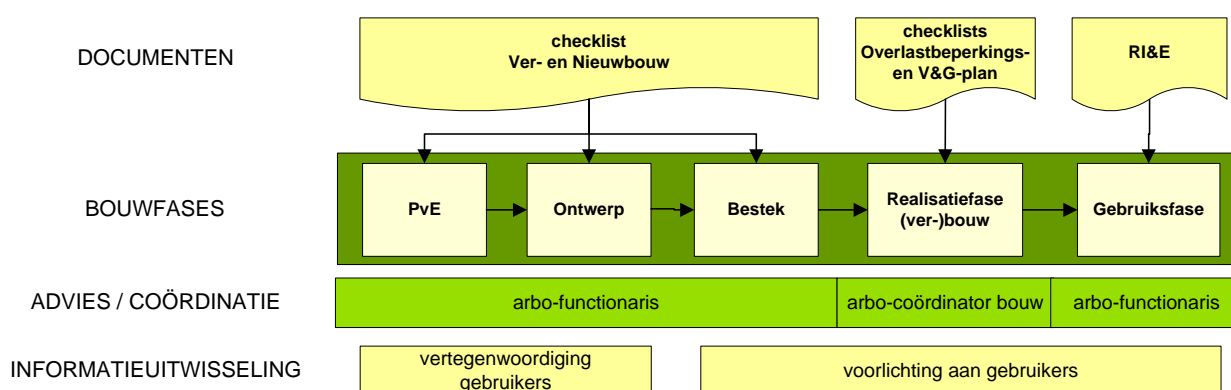 DOCUMENTEN
checklist
Ver- en Nieuwbouw
checklists
Overlastbeperkings-
en V&G-plan
RI&E
BOUWFASES
PvE
Ontwerp
Bestek
Realisatiefase
(ver-)bouw
Gebruiksfase
ADVIES / COÖRDINATIE
arbo-functionaris
arbo-coördinator bouw
arbo-functionaris
INFORMATIEUITWISSELING
vertegenwoordiging
gebruikers
voorlichting aan gebruikers